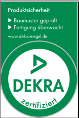 Produktsicherheit
Baumuster geprüft
Fertigung überwacht
www.dekra-siegel.de
DEKRA
zertifiziert